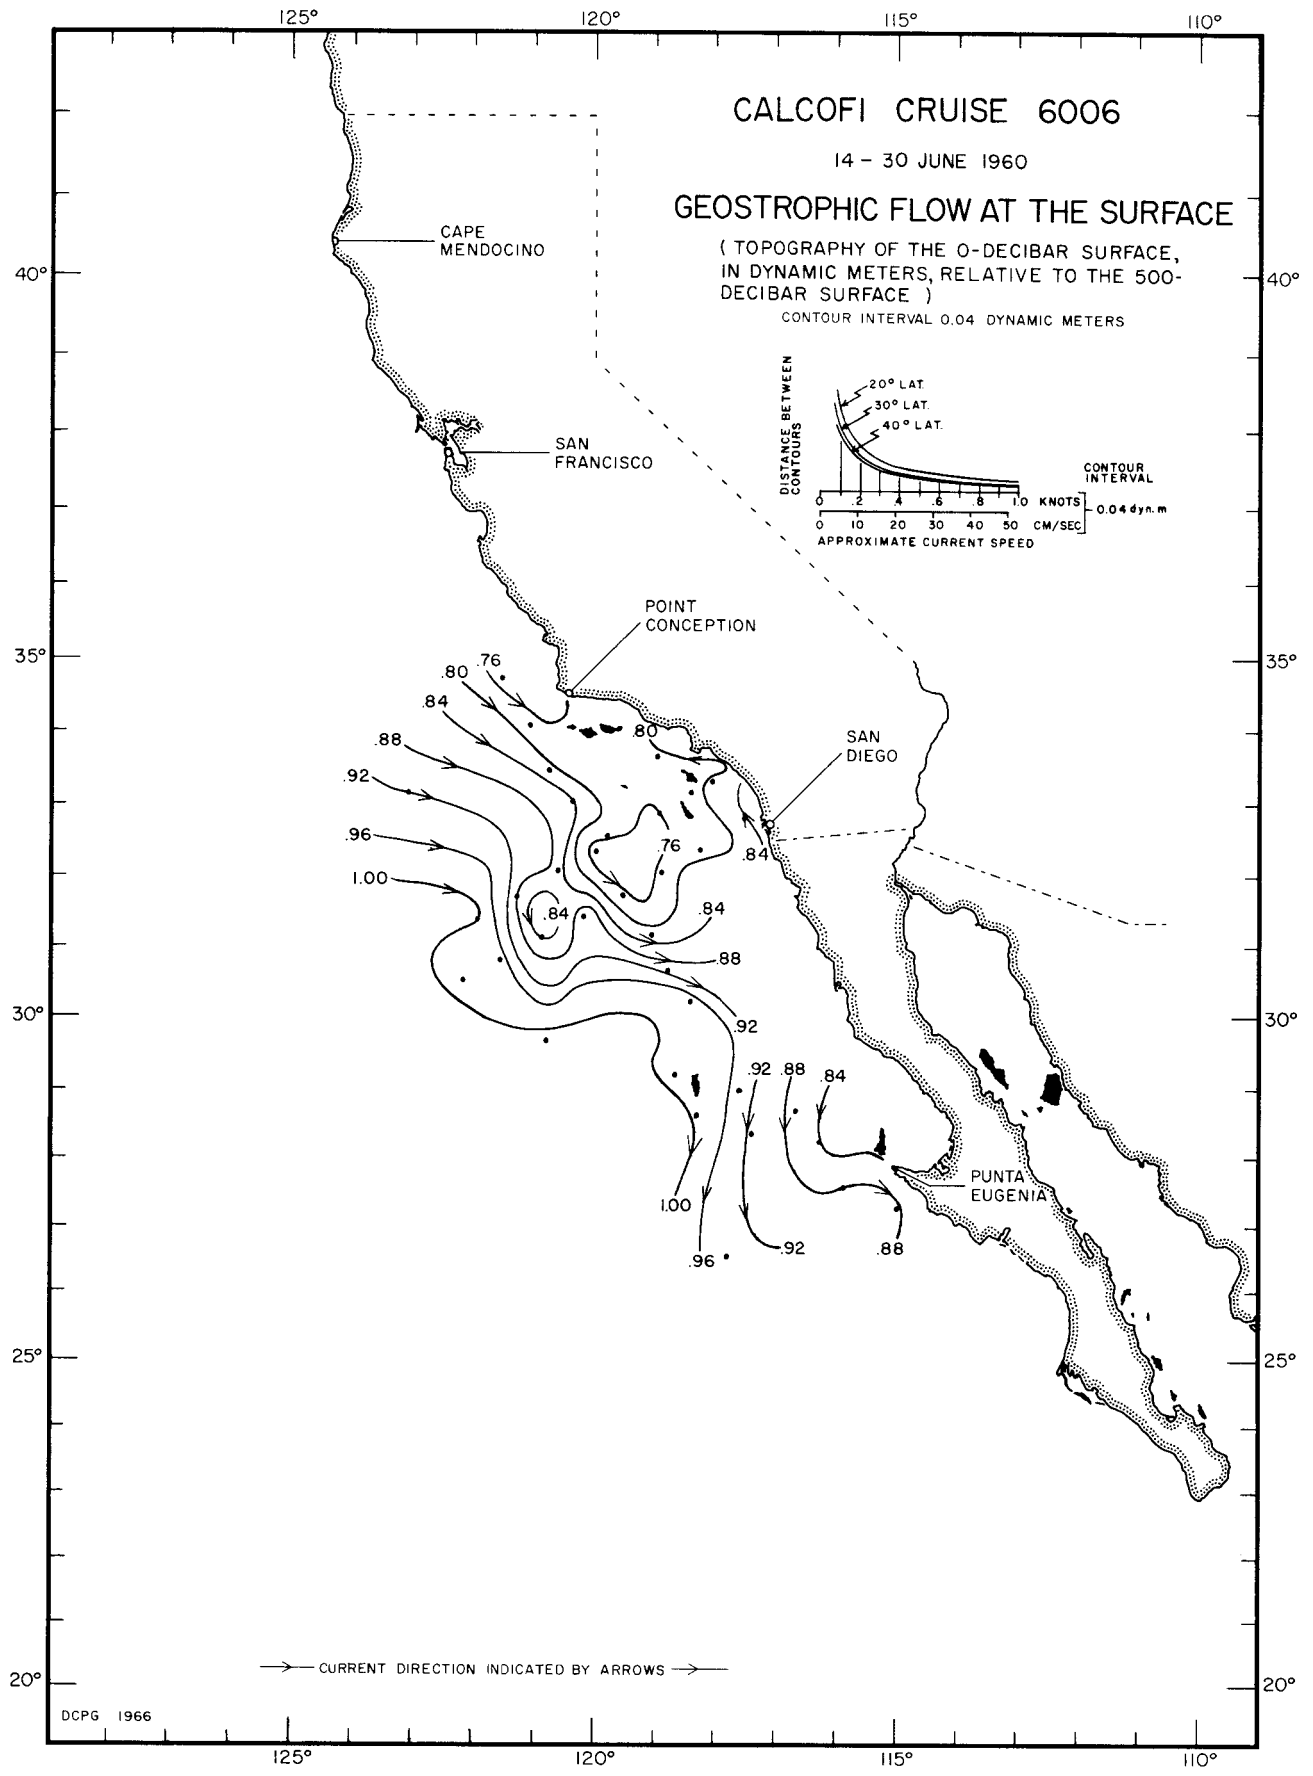 125° 120° 115° 110°
CALCOFI CRUISE 6006
14 – 30 JUNE 1960
GEOSTROPHIC FLOW AT THE SURFACE
( TOPOGRAPHY OF THE 0-DECIBAR SURFACE,
IN DYNAMIC METERS, RELATIVE TO THE 500-
DECIBAR SURFACE )
CONTOUR INTERVAL 0.04 DYNAMIC METERS
CAPE
MENDOCINO
40° 40°
DISTANCE BETWEEN
CONTOURS
20° LAT.
30° LAT.
40° LAT.
CONTOUR
INTERVAL
0 .2 .4 .6 .8 1.0 KNOTS
0.04 dyn. m
0 10 20 30 40 50 CM/SEC
APPROXIMATE CURRENT SPEED
SAN
FRANCISCO
POINT
CONCEPTION
35° 35°
.76
.80
.84
.88
.92
.96
1.00
.80
SAN
DIEGO
.76
.84
.84
.84
.88
.92
30° 30°
.92 .88 .84
PUNTA
EUGENIA
1.00
.96
.92
.88
25° 25°
CURRENT DIRECTION INDICATED BY ARROWS
20° 20°
DCPG 1966
125° 120° 115° 110°